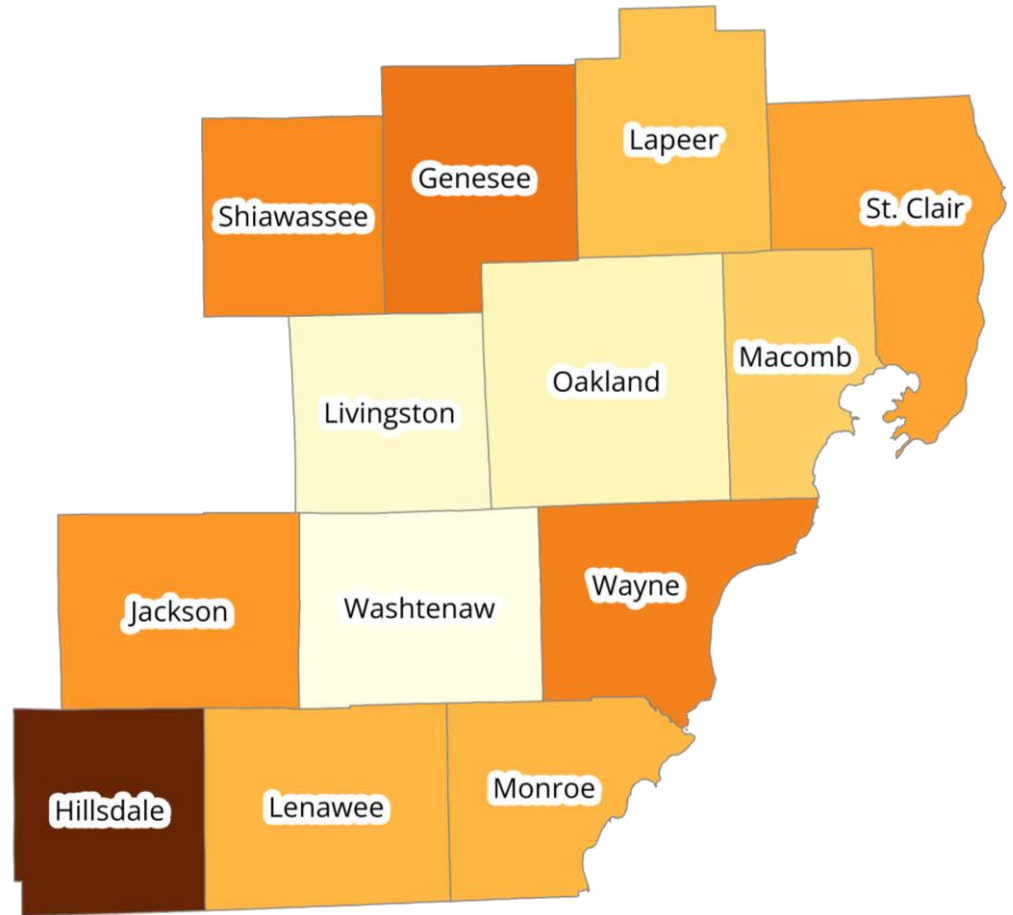 Lapeer
Genesee
St. Clair
Shiawassee
Macomb
Oakland
Livingston
Wayne
Washtenaw
Jackson
Monroe
Lenawee
Hillsdale